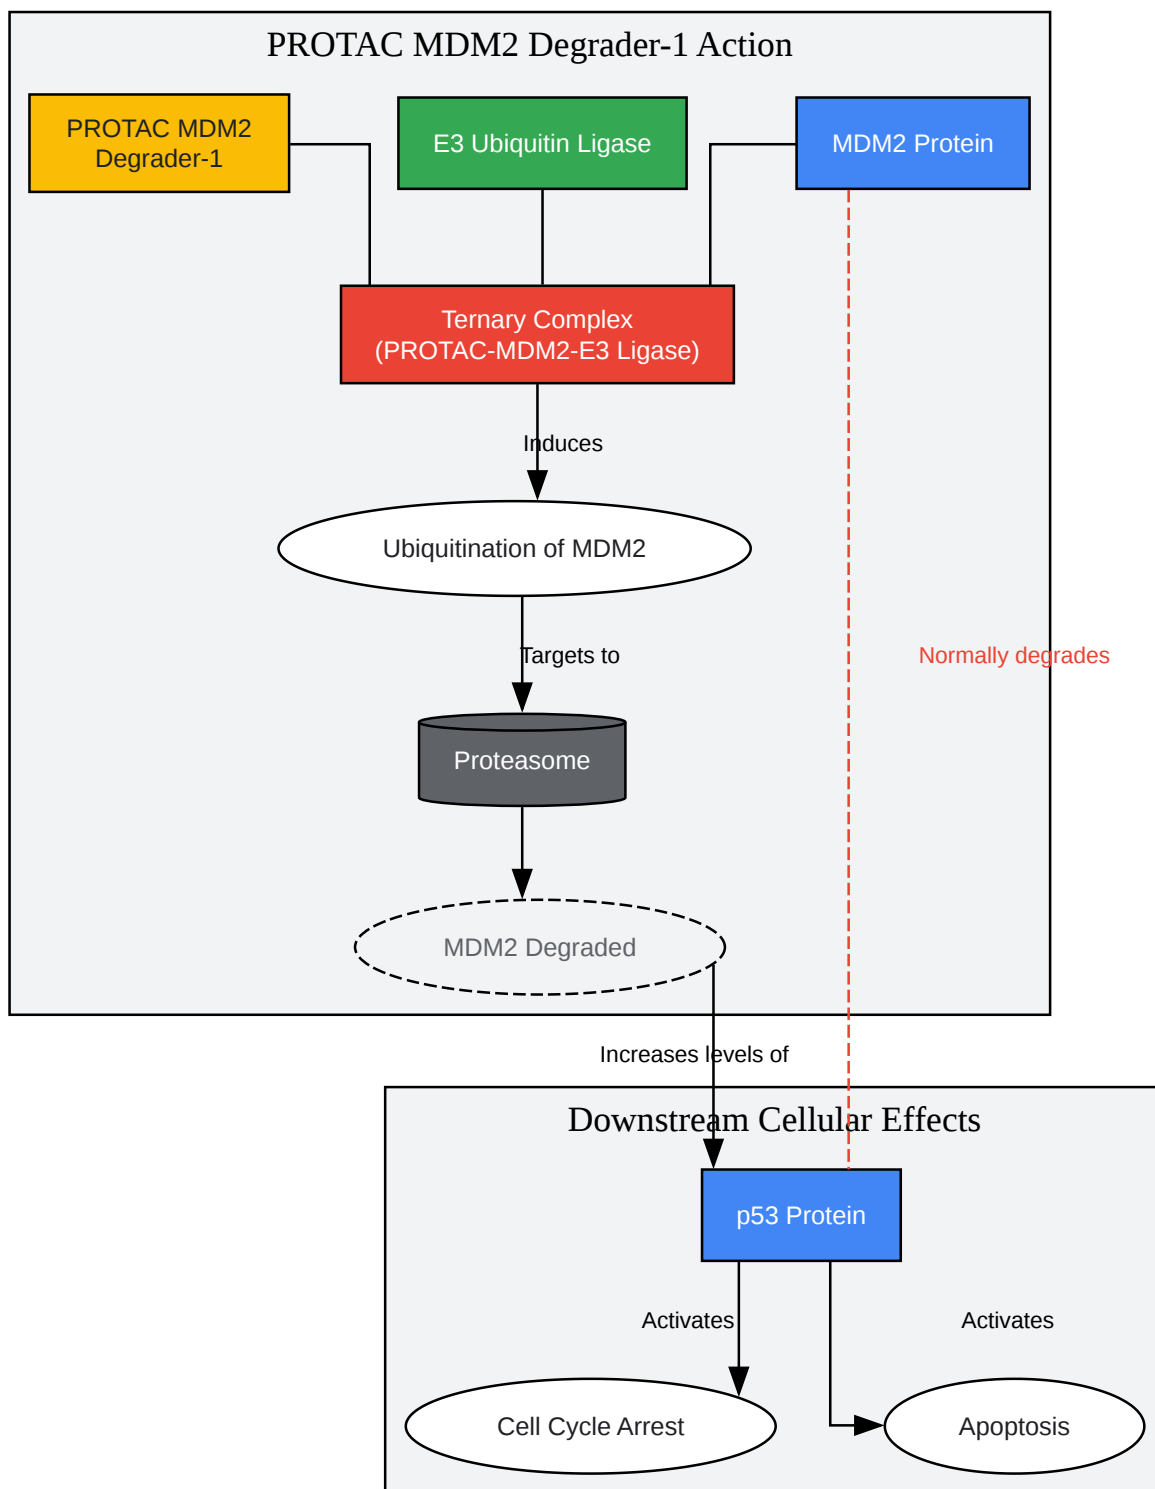 PROTAC MDM2 Degrader-1 Action
PROTAC MDM2
Degrader-1
E3 Ubiquitin Ligase
MDM2 Protein
Ternary Complex
(PROTAC-MDM2-E3 Ligase)
Induces
Ubiquitination of MDM2
Targets to
Normally degrades
Proteasome
MDM2 Degraded
Increases levels of
Downstream Cellular Effects
p53 Protein
Activates
Activates
Cell Cycle Arrest
Apoptosis